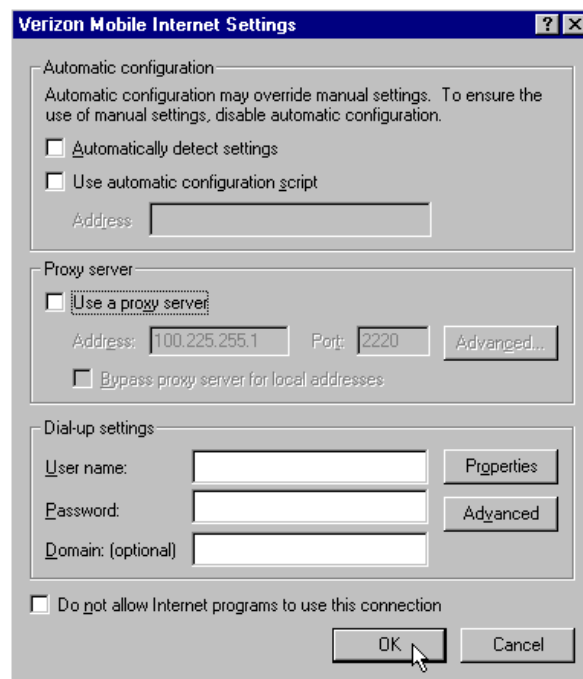 Verizon Mobile Internet Settings
Automatic configuration
Automatic configuration may override manual settings. To ensure the
use of manual settings, disable automatic configuration.
Automatically detect settings
Use automatic configuration script
Address
Proxy server
Use a proxy server
Address: 100.225.255.1 Port: 2220 Advanced...
Bypass proxy server for local addresses
Dial-up settings
User name: Properties
Password: Advanced
Domain: (optional)
Do not allow Internet programs to use this connection
OK Cancel